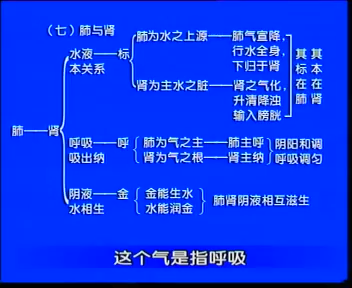 （七）肺与肾
肺——肾
水液——标
本关系
肺为水之上源——肺气宣降，
行水全身，
下归于肾
肾为主水之脏——肾之气化，
升清降浊
输入膀胱
其标在肺
其本在肾
呼吸——呼
吸出纳
肺为气之主——肺主呼
肾为气之根——肾主纳
阴阳和调
呼吸调匀
阴液——金
水相生
金能生水
水能润金
肺肾阴液相互滋生
这个气是指呼吸